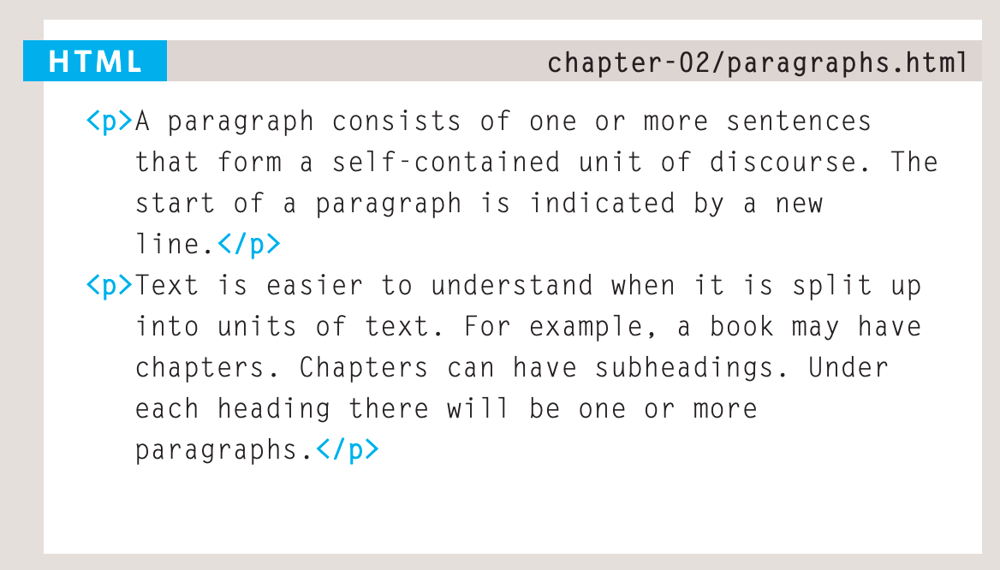 HTML
chapter-02/paragraphs.html
<p>A paragraph consists of one or more sentences
that form a self-contained unit of discourse. The
start of a paragraph is indicated by a new
line.</p>
<p>Text is easier to understand when it is split up
into units of text. For example, a book may have
chapters. Chapters can have subheadings. Under
each heading there will be one or more
paragraphs.</p>